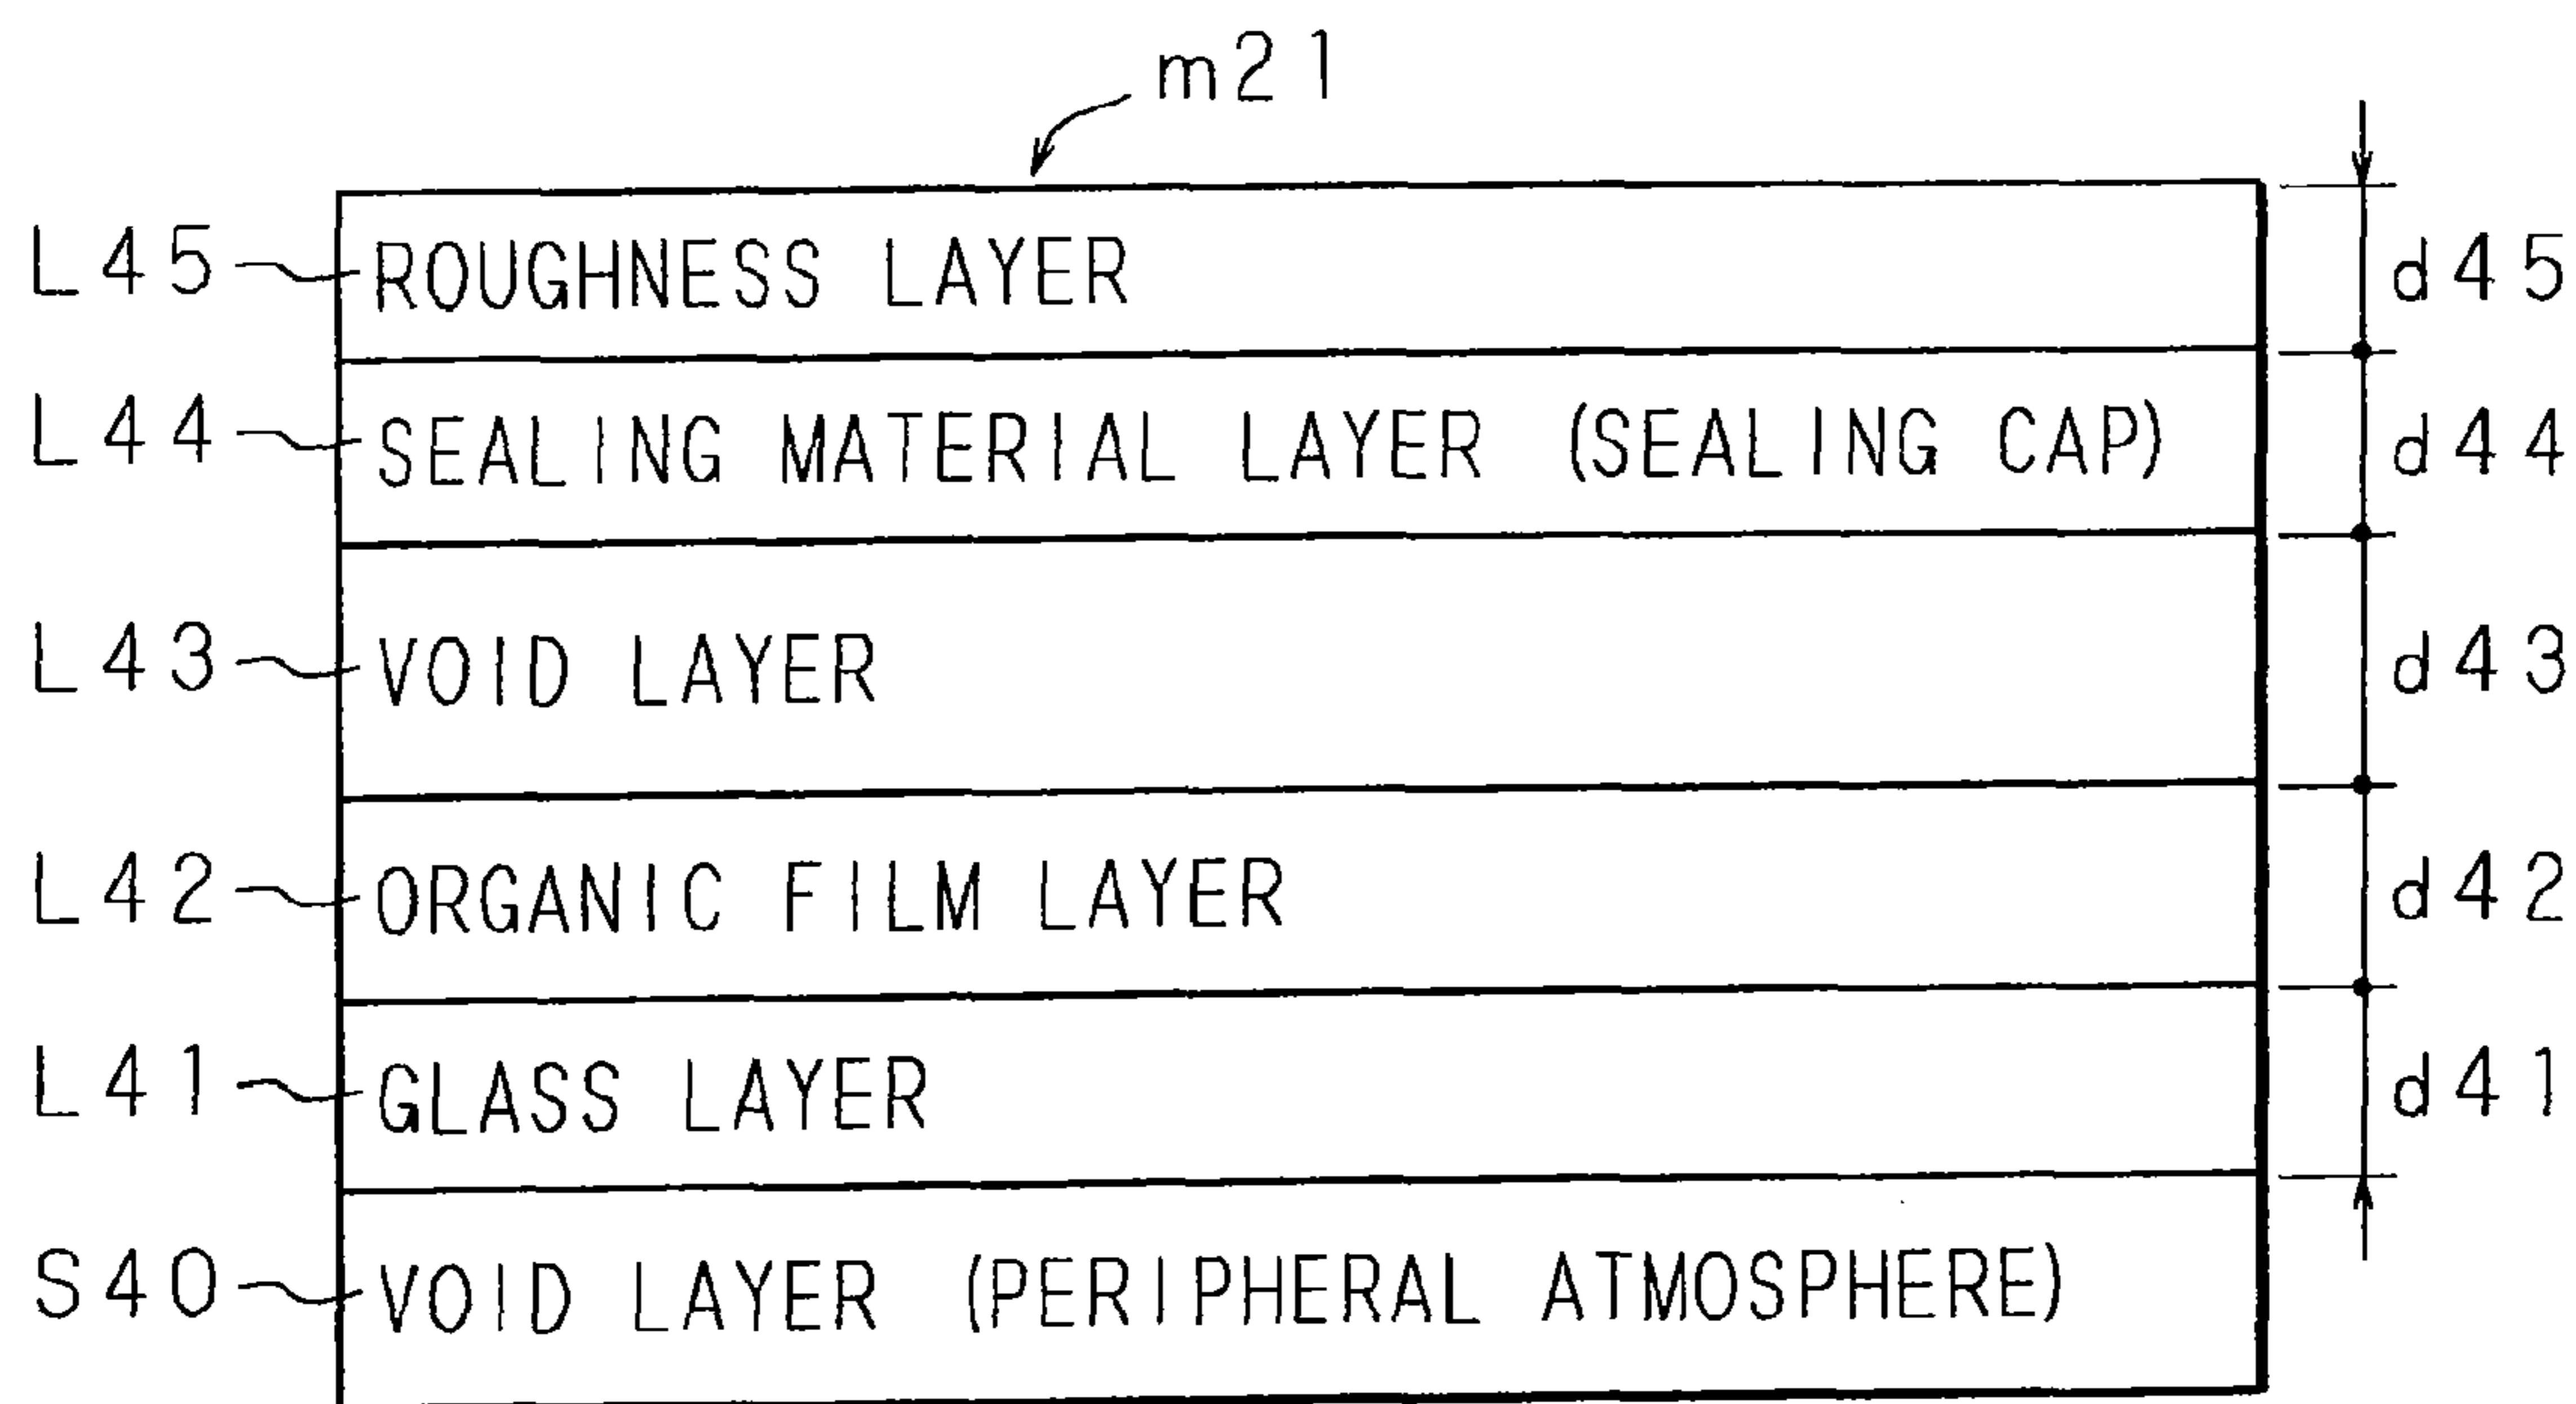 m21
L45 ROUGHNESS LAYER d45
L44 SEALING MATERIAL LAYER (SEALING CAP) d44
L43 VOID LAYER d43
L42 ORGANIC FILM LAYER d42
L41 GLASS LAYER d41
S40 VOID LAYER (PERIPHERAL ATMOSPHERE)